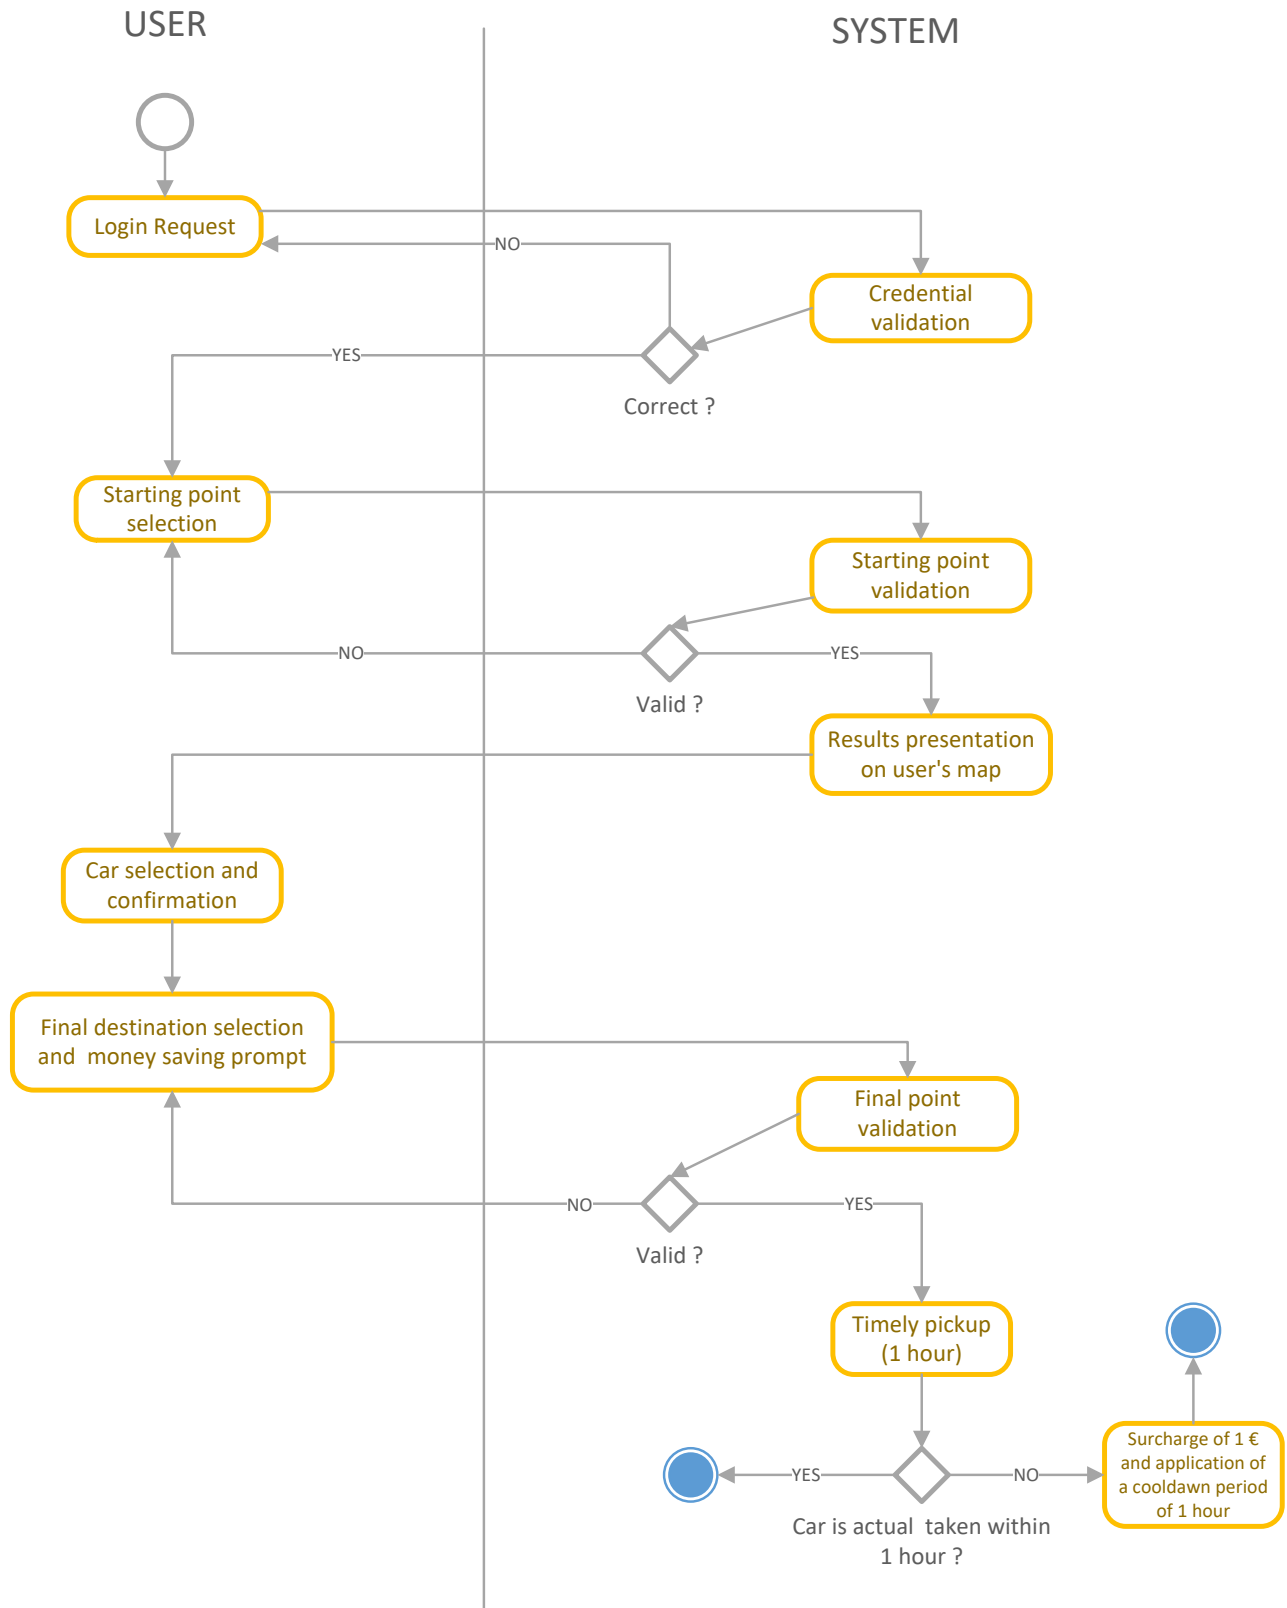 USER
SYSTEM
Login Request
NO
Credential
validation
YES
Correct ?
Starting point
selection
Starting point
validation
NO
YES
Valid ?
Results presentation
on user's map
Car selection and
confirmation
Final destination selection
and  money saving prompt
Final point
validation
NO
YES
Valid ?
Timely pickup
(1 hour)
Surcharge of 1 €
and application of
a cooldawn period
of 1 hour
YES
NO
Car is actual  taken within
1 hour ?